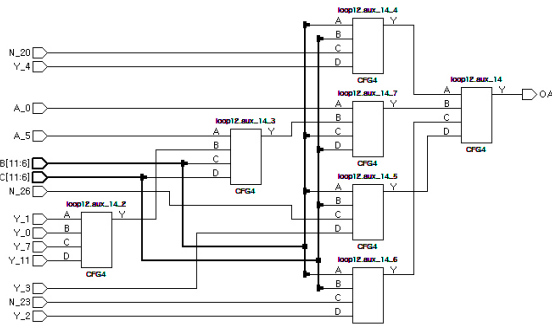 loop12.aux_14_4
A Y
B
N_20 C
Y_4 D
CFG4
loop12.aux_14
A Y OA
B
C
D
CFG4
loop12.aux_14_7
A_0 A Y
B
C
D
CFG4
loop12.aux_14_3
A_5 A Y
B
B[11:6] C
C[11:6] D
CFG4
loop12.aux_14_5
N_26
A Y
B
C
D
CFG4
loop12.aux_14_2
Y_1 A Y
Y_0 B
Y_7 C
Y_11 D
CFG4
loop12.aux_14_6
Y_3
A Y
B
N_23 C
Y_2 D